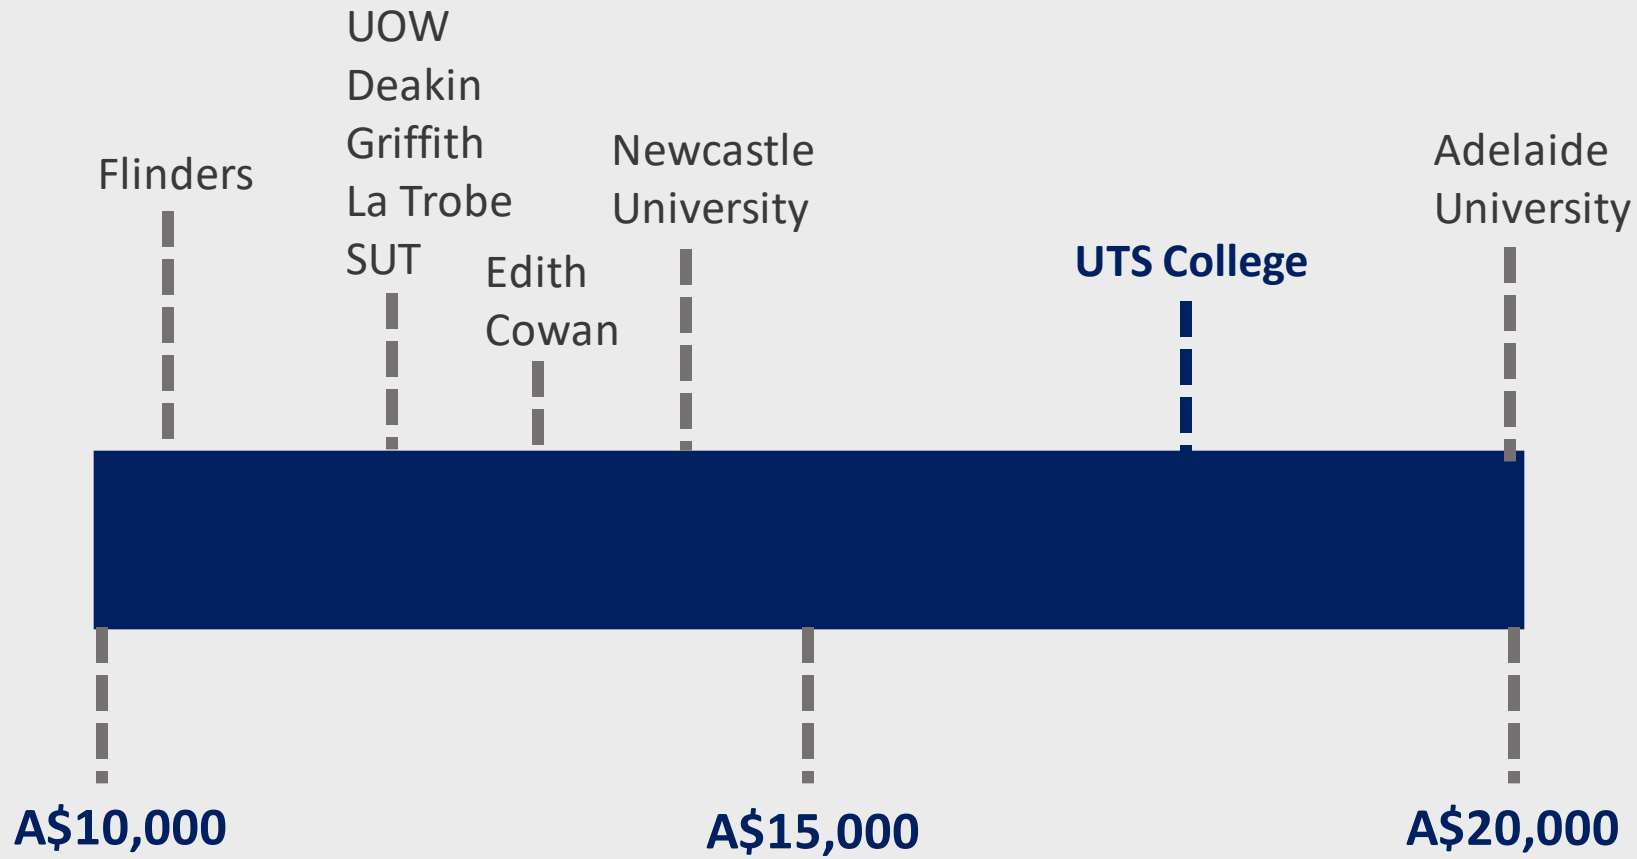 Flinders
UOW
Deakin
Griffith
La Trobe
SUT
Edith
Cowan
Newcastle
University
UTS College
Adelaide
University
A$10,000
A$15,000
A$20,000